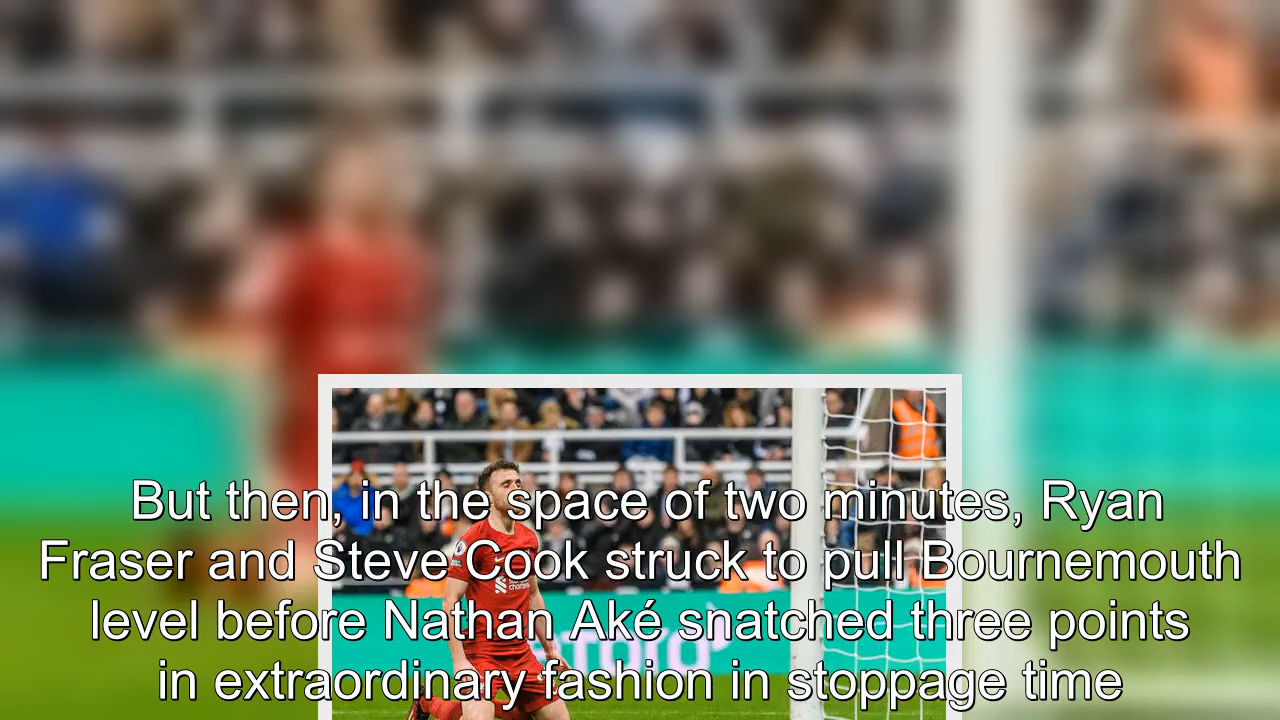 But then, in the space of two minutes, Ryan
Fraser and Steve Cook struck to pull Bournemouth
level before Nathan Aké snatched three points
in extraordinary fashion in stoppage time